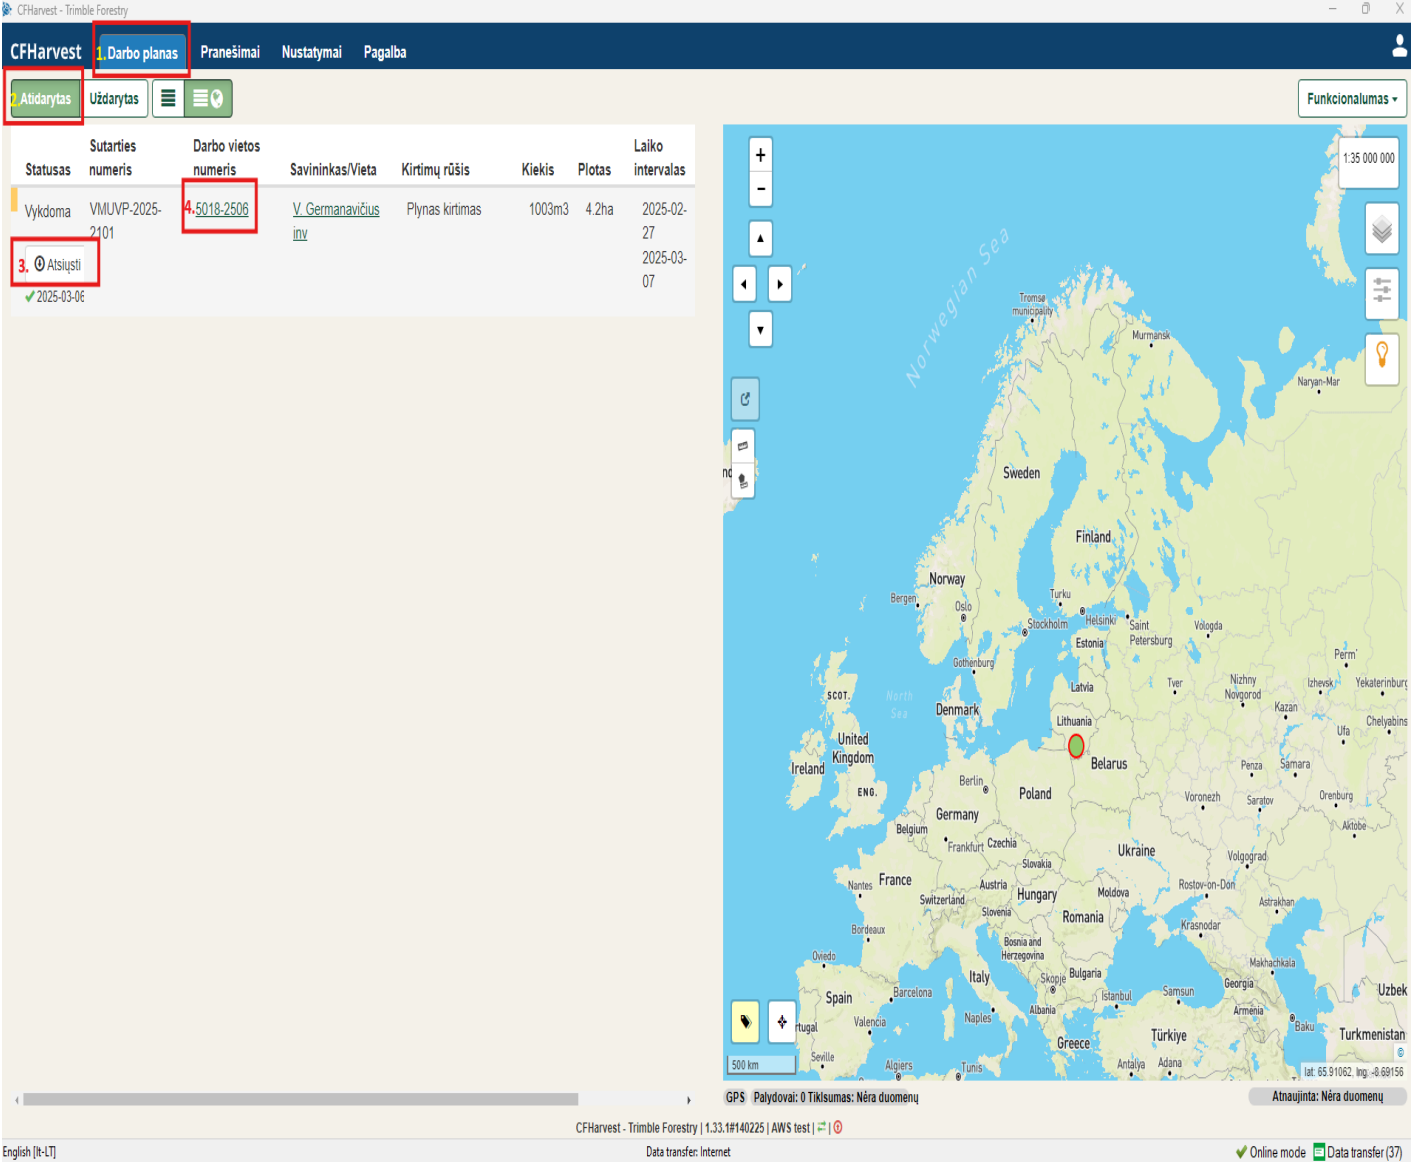 CFHarvest - Trimble Forestry
CFHarvest
1. Darbo planas
Pranešimai
Nustatymai
Pagalba
2. Atidarytas
Uždarytas
Funkcionalumas
Statusas
Sutarties numeris
Darbo vietos numeris
Savininkas/Vieta
Kirtimų rūšis
Kiekis
Plotas
Laiko intervalas
Vykdoma
VMUVP-2025-
2101
4. 5018-2506
V. Germanavičius
inv
Plynas kirtimas
1003m3
4.2ha
2025-02-
27
2025-03-
07
3. Atsiųsti
2025-03-06
+
1:35 000 000
-
Norwegian Sea
Tromsø
municipality
Murmansk
Naryan-Mar
Sweden
Finland
Norway
Bergen
Oslo
Turku
Helsinki
Stockholm
Saint
Petersburg
Vologda
Estonia
Perm'
Gothenburg
Latvia
Tver
Nizhny
Novgorod
Izhevsk
Yekaterinburg
Kazan
SCOT.
North
Sea
Denmark
Lithuania
Ufa
Chelyabins
United
Kingdom
Ireland
Belarus
Penza
Samara
ENG.
Berlin
Poland
Voronezh
Saratov
Orenburg
Germany
Belgium
Aktobe
Frankfurt
Czechia
Ukraine
Slovakia
Volgograd
France
Nantes
Austria
Switzerland
Hungary
Moldova
Rostov-on-Don
Slovenia
Romania
Astrakhan
Krasnodar
Bordeaux
Bosnia and
Herzegovina
Oviedo
Italy
Skopje
Bulgaria
Makhachkala
Georgia
Spain
Barcelona
Istanbul
Samsun
Uzbek
rtugal
Valencia
Naples
Albania
Armenia
Baku
Greece
Türkiye
Turkmenistan
500 km
Seville
Algiers
Tunis
Antalya
Adana
©
lat: 65.91062, lng: -8.69156
GPS
Palydovai: 0 Tiklsumas: Nėra duomenų
Atnaujinta: Nėra duomenų
CFHarvest - Trimble Forestry | 1.33.1#140225 | AWS test |
English [lt-LT]
Data transfer: Internet
Online mode
Data transfer (37)